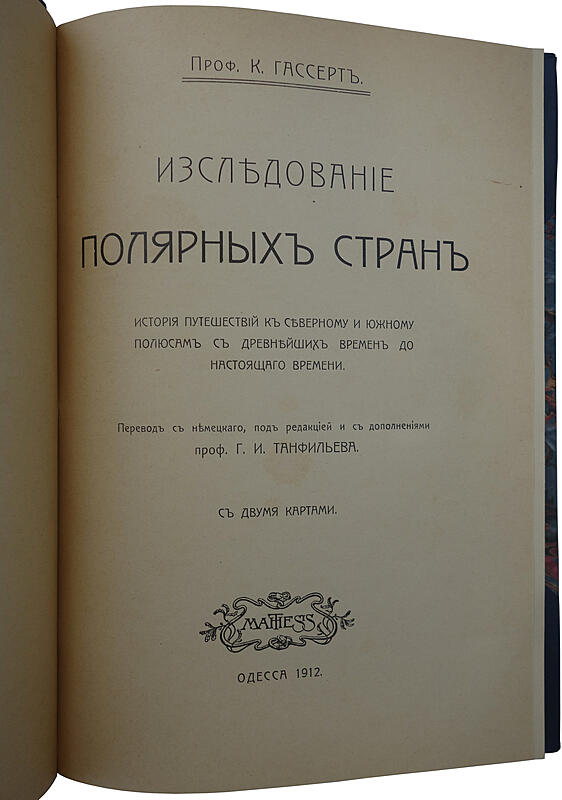 Проф. К. ГАССЕРТЪ.
ИЗСЛѢДОВАНІЕ
ПОЛЯРНЫХЪ СТРАНЪ
ИСТОРІЯ ПУТЕШЕСТВІЙ КЪ СѢВЕРНОМУ И ЮЖНОМУ
ПОЛЮСАМЪ СЪ ДРЕВНѢЙШИХЪ ВРЕМЕНЪ ДО
НАСТОЯЩАГО ВРЕМЕНИ.
Переводъ съ нѣмецкаго, подъ редакціей и съ дополненіями
проф. Г. И. ТАНФИЛЬЕВА.
СЪ ДВУМЯ КАРТАМИ.
MATHESIS
ОДЕССА 1912.